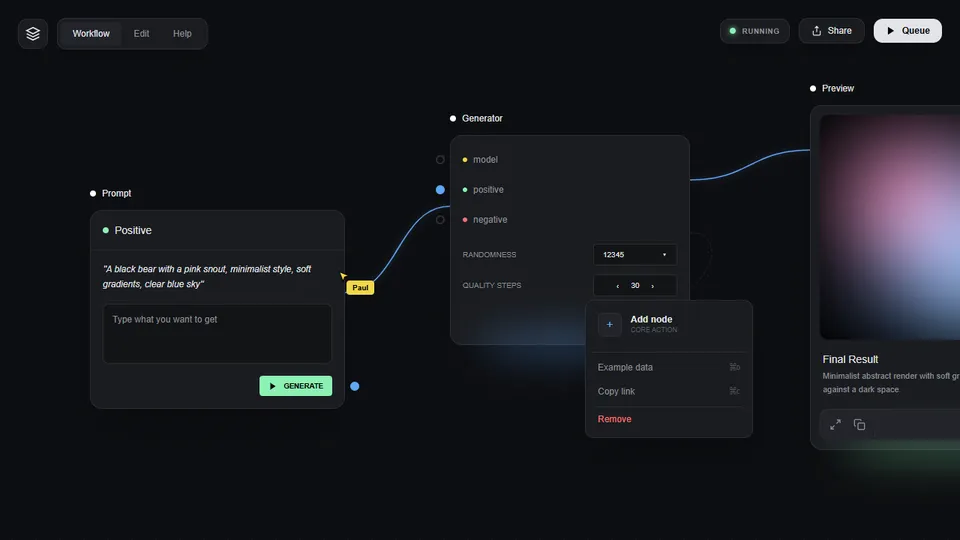 Workflow Edit Help
RUNNING
Share
Queue
Preview
Generator
model
positive
negative
RANDOMNESS 12345
QUALITY STEPS ‹ 30 ›
Prompt
Positive
"A black bear with a pink snout, minimalist style, soft
gradients, clear blue sky"
Type what you want to get
GENERATE
Paul
Add node
CORE ACTION
Example data
Copy link
Remove
Final Result
Minimalist abstract render with soft gr
against a dark space